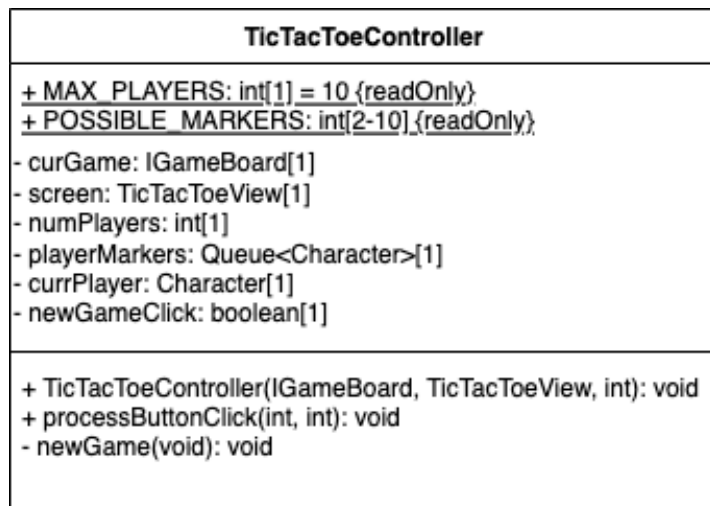 TicTacToeController
+ MAX_PLAYERS: int[1] = 10 {readOnly}
+ POSSIBLE_MARKERS: int[2-10] {readOnly}
- curGame: IGameBoard[1]
- screen: TicTacToeView[1]
- numPlayers: int[1]
- playerMarkers: Queue<Character>[1]
- currPlayer: Character[1]
- newGameClick: boolean[1]
+ TicTacToeController(IGameBoard, TicTacToeView, int): void
+ processButtonClick(int, int): void
- newGame(void): void